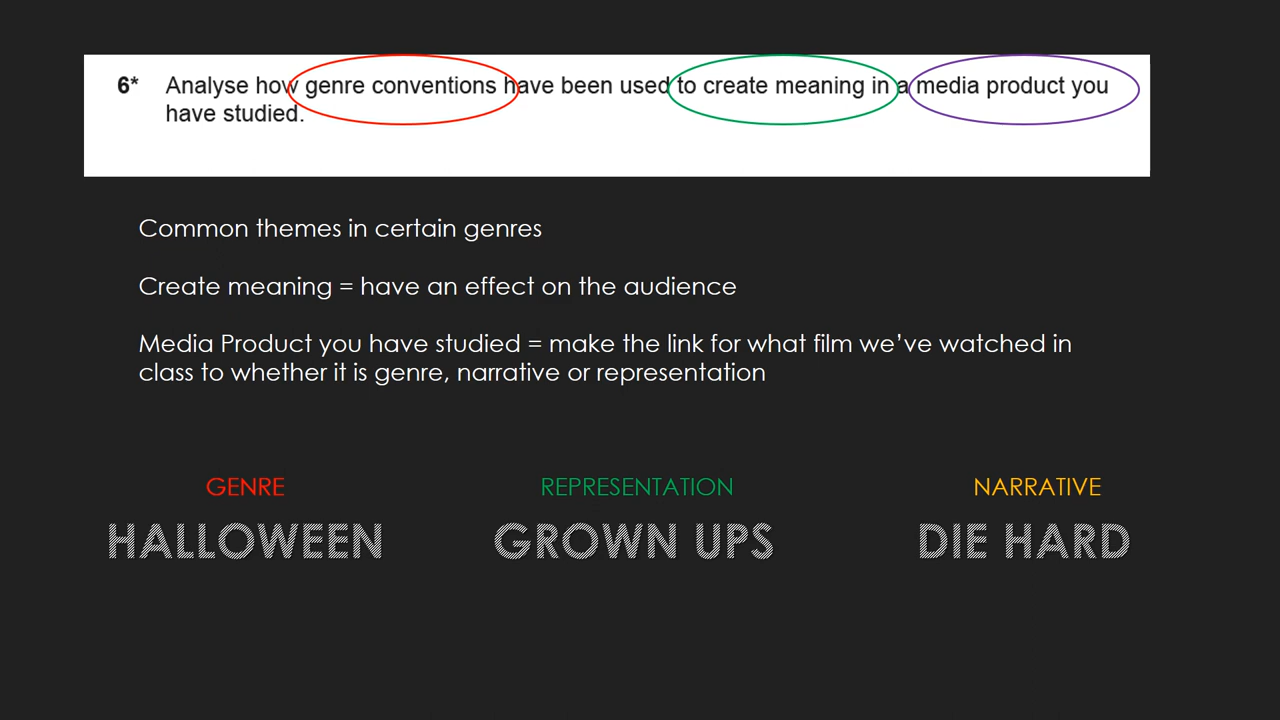 6* Analyse how genre conventions have been used to create meaning in a media product you
have studied.
Common themes in certain genres
Create meaning = have an effect on the audience
Media Product you have studied = make the link for what film we've watched in
class to whether it is genre, narrative or representation
GENRE REPRESENTATION NARRATIVE
HALLOWEEN GROWN UPS DIE HARD